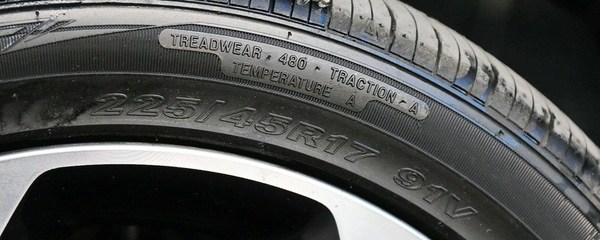 TREADWEAR · 480 · TRACTION · A
TEMPERATURE A
225/45R17 91V